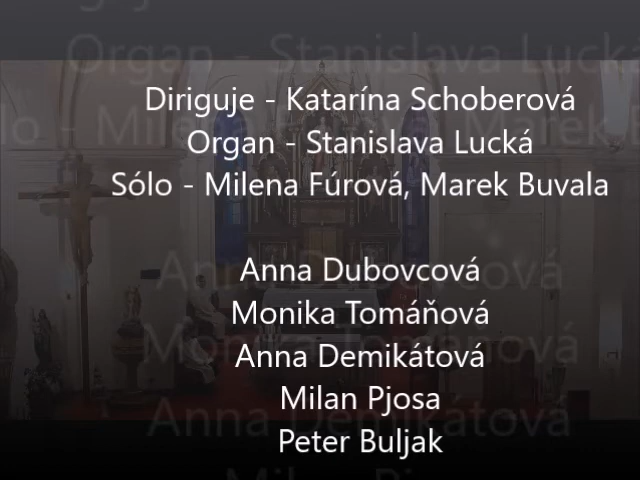 Diriguje - Katarína Schoberová
Organ - Stanislava Lucká
Sólo - Milena Fúrová, Marek Buvala
Anna Dubovcová
Monika Tomáňová
Anna Demikátová
Milan Pjosa
Peter Buljak